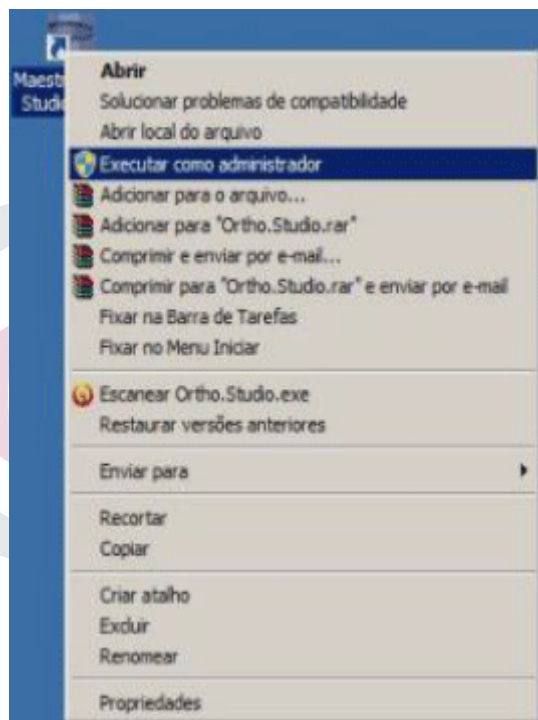 Maest
Studi
Abrir
Solucionar problemas de compatibilidade
Abrir local do arquivo
Executar como administrador
Adicionar para o arquivo...
Adicionar para "Ortho.Studio.rar"
Comprimir e enviar por e-mail...
Comprimir para "Ortho.Studio.rar" e enviar por e-mail
Fixar na Barra de Tarefas
Fixar no Menu Iniciar
Escanear Ortho.Studio.exe
Restaurar versões anteriores
Enviar para
Recortar
Copiar
Criar atalho
Excluir
Renomear
Propriedades